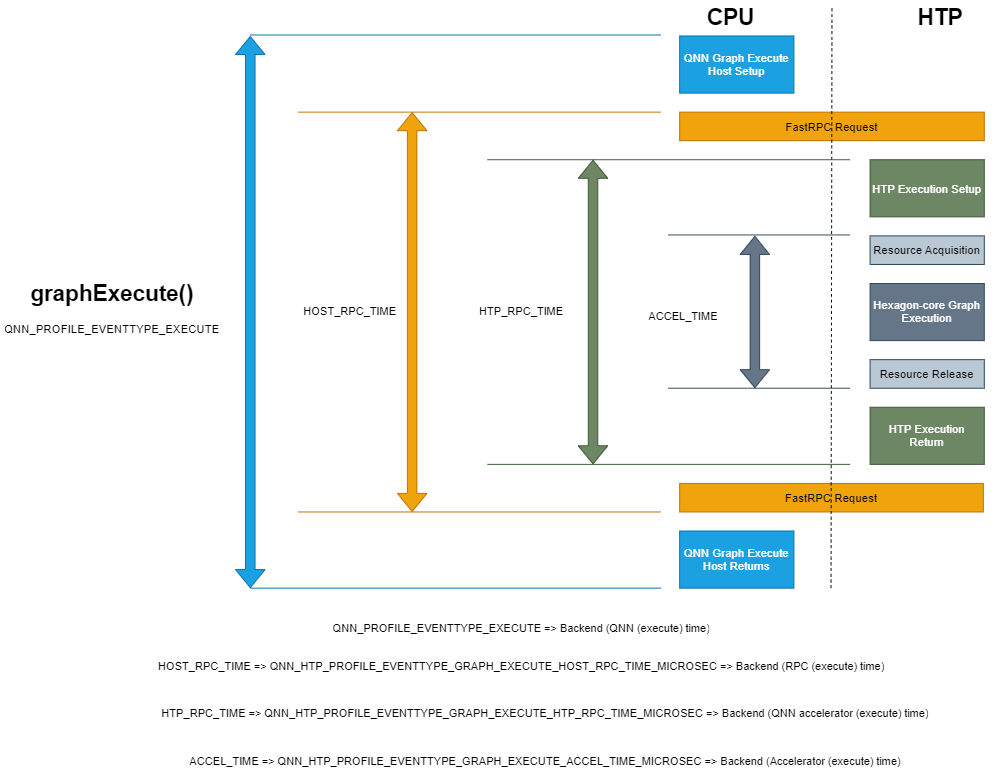 CPU
HTP
QNN Graph Execute
Host Setup
FastRPC Request
HTP Execution Setup
Resource Acquisition
graphExecute()
QNN_PROFILE_EVENTTYPE_EXECUTE
HOST_RPC_TIME
HTP_RPC_TIME
ACCEL_TIME
Hexagon-core Graph
Execution
Resource Release
HTP Execution
Return
FastRPC Request
QNN Graph Execute
Host Returns
QNN_PROFILE_EVENTTYPE_EXECUTE => Backend (QNN (execute) time)
HOST_RPC_TIME => QNN_HTP_PROFILE_EVENTTYPE_GRAPH_EXECUTE_HOST_RPC_TIME_MICROSEC => Backend (RPC (execute) time)
HTP_RPC_TIME => QNN_HTP_PROFILE_EVENTTYPE_GRAPH_EXECUTE_HTP_RPC_TIME_MICROSEC => Backend (QNN accelerator (execute) time)
ACCEL_TIME => QNN_HTP_PROFILE_EVENTTYPE_GRAPH_EXECUTE_ACCEL_TIME_MICROSEC => Backend (Accelerator (execute) time)